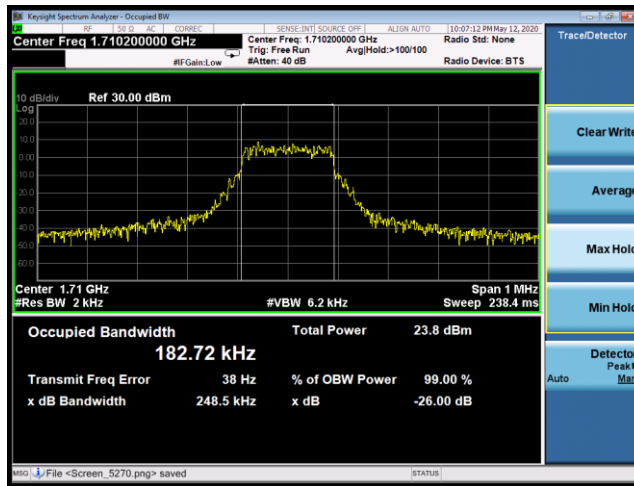 Keysight Spectrum Analyzer - Occupied BW
RF 50 Ω AC CORREC SENSE:INT SOURCE OFF ALIGN AUTO 10:07:12 PM May 12, 2020
Center Freq 1.710200000 GHz Center Freq: 1.710200000 GHz Radio Std: None Trace/Detector
Trig: Free Run Avg|Hold:>100/100
#IFGain:Low #Atten: 40 dB Radio Device: BTS
10 dB/div Ref 30.00 dBm
Log
20.0
10.0
0.00
-10.0
-20.0
-30.0
-40.0
-50.0
-60.0
Clear Write
Average
Max Hold
Min Hold
Center 1.71 GHz Span 1 MHz
#Res BW 2 kHz #VBW 6.2 kHz Sweep 238.4 ms
Occupied Bandwidth Total Power 23.8 dBm
182.72 kHz
Transmit Freq Error 38 Hz % of OBW Power 99.00 %
x dB Bandwidth 248.5 kHz x dB -26.00 dB
Detector
Peak
Auto Man
MSG File <Screen_5270.png> saved STATUS